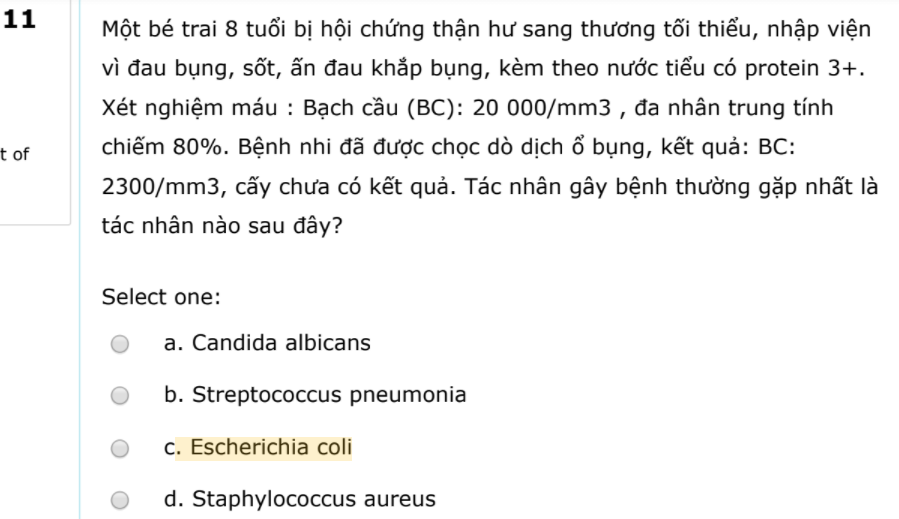 11
t of
Một bé trai 8 tuổi bị hội chứng thận hư sang thương tối thiểu, nhập viện
vì đau bụng, sốt, ấn đau khắp bụng, kèm theo nước tiểu có protein 3+.
Xét nghiệm máu : Bạch cầu (BC): 20 000/mm3 , đa nhân trung tính
chiếm 80%. Bệnh nhi đã được chọc dò dịch ổ bụng, kết quả: BC:
2300/mm3, cấy chưa có kết quả. Tác nhân gây bệnh thường gặp nhất là
tác nhân nào sau đây?
Select one:
a. Candida albicans
b. Streptococcus pneumonia
c. Escherichia coli
d. Staphylococcus aureus